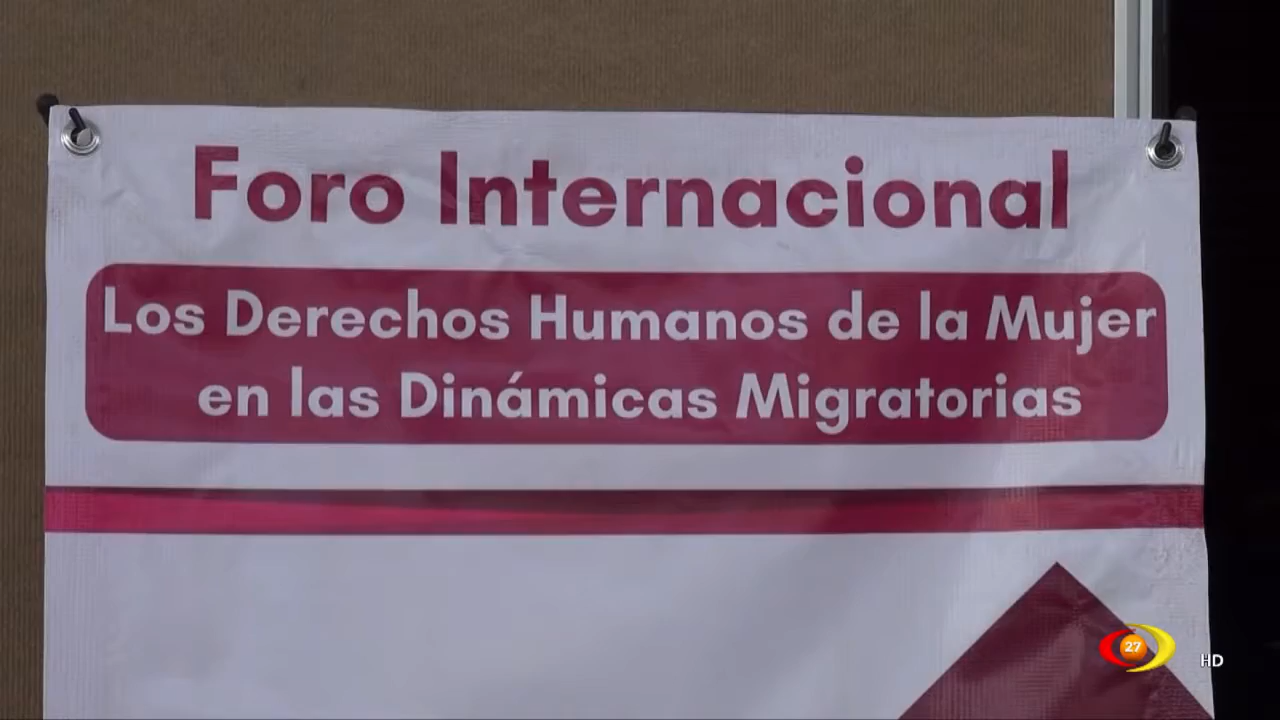 Foro Internacional
Los Derechos Humanos de la Mujer
en las Dinámicas Migratorias
27
HD